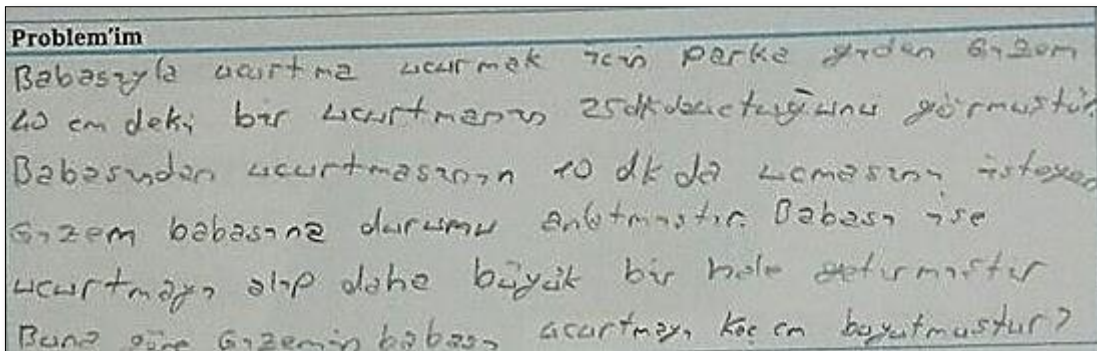 Problem'im
Babasıyla uçurtma uçurmak için parka giden Gizem
40 cm deki bir uçurtmanın 25dkda uçtuğunu görmüştür.
Babasından uçurtmasının 10 dk da uçmasını isteyen
Gizem babasına durumu anlatmıştır. Babası ise
uçurtmayı alıp daha büyük bir hale getirmiştir
Buna göre Gizemin babası uçurtmayı kaç cm büyütmüştür?